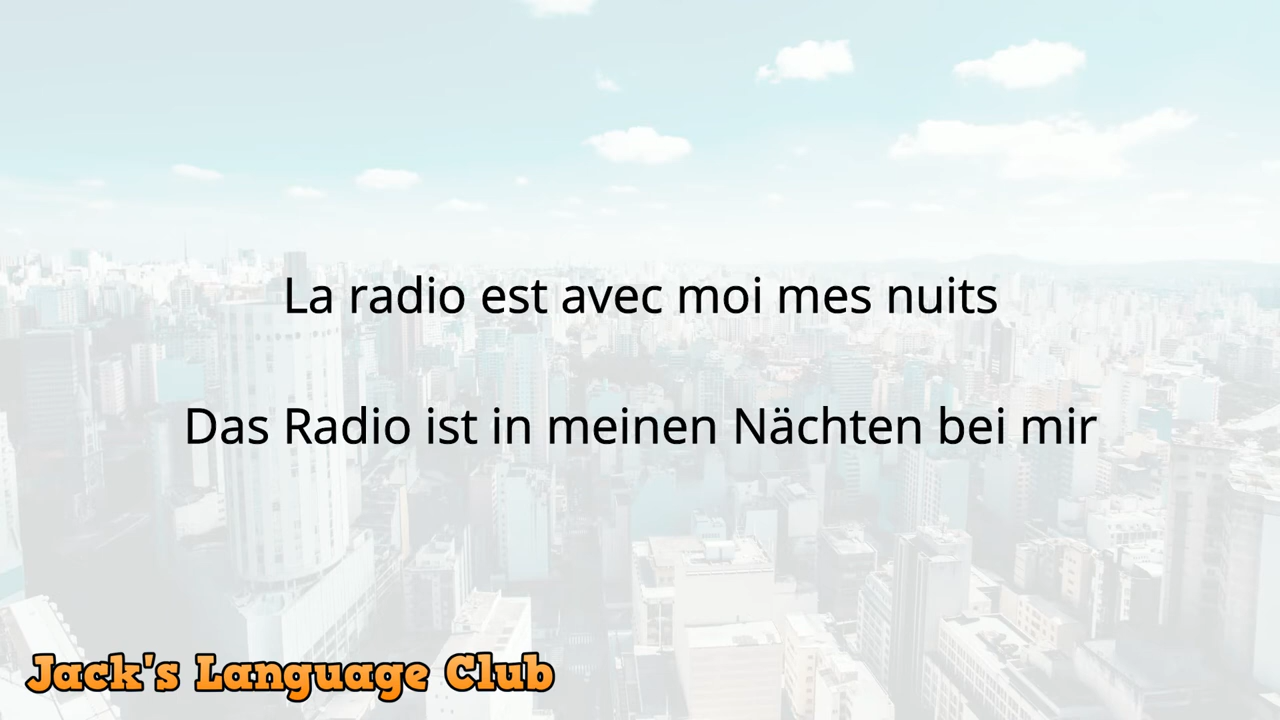 La radio est avec moi mes nuits
Das Radio ist in meinen Nächten bei mir
Jack's Language Club